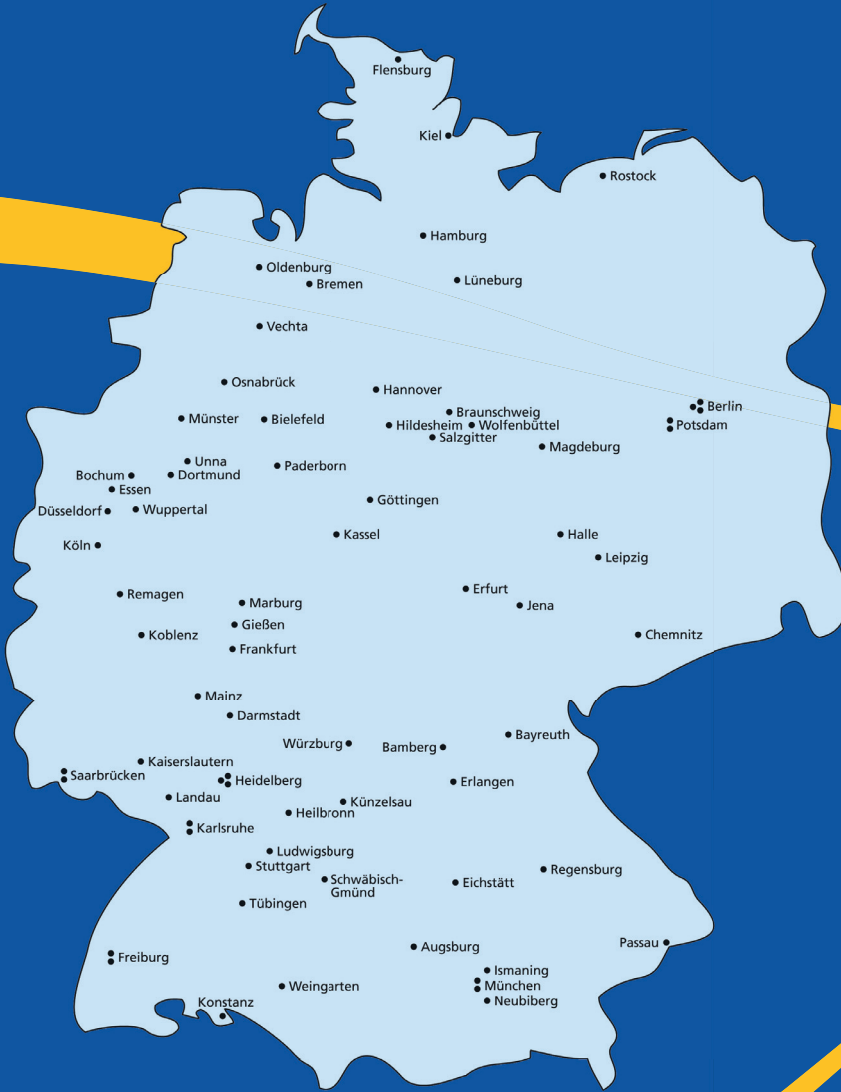 Flensburg
Kiel
Rostock
Hamburg
Oldenburg
Lüneburg
Bremen
Vechta
Osnabrück
Hannover
Berlin
Braunschweig
Münster
Bielefeld
Hildesheim
Wolfenbüttel
Potsdam
Salzgitter
Magdeburg
Unna
Paderborn
Bochum
Dortmund
Essen
Göttingen
Düsseldorf
Wuppertal
Kassel
Halle
Köln
Leipzig
Erfurt
Remagen
Marburg
Jena
Gießen
Koblenz
Chemnitz
Frankfurt
Mainz
Darmstadt
Bayreuth
Würzburg
Bamberg
Kaiserslautern
Saarbrücken
Heidelberg
Erlangen
Landau
Künzelsau
Heilbronn
Karlsruhe
Ludwigsburg
Stuttgart
Regensburg
Schwäbisch-
Gmünd
Eichstätt
Tübingen
Passau
Augsburg
Freiburg
Ismaning
München
Weingarten
Neubiberg
Konstanz